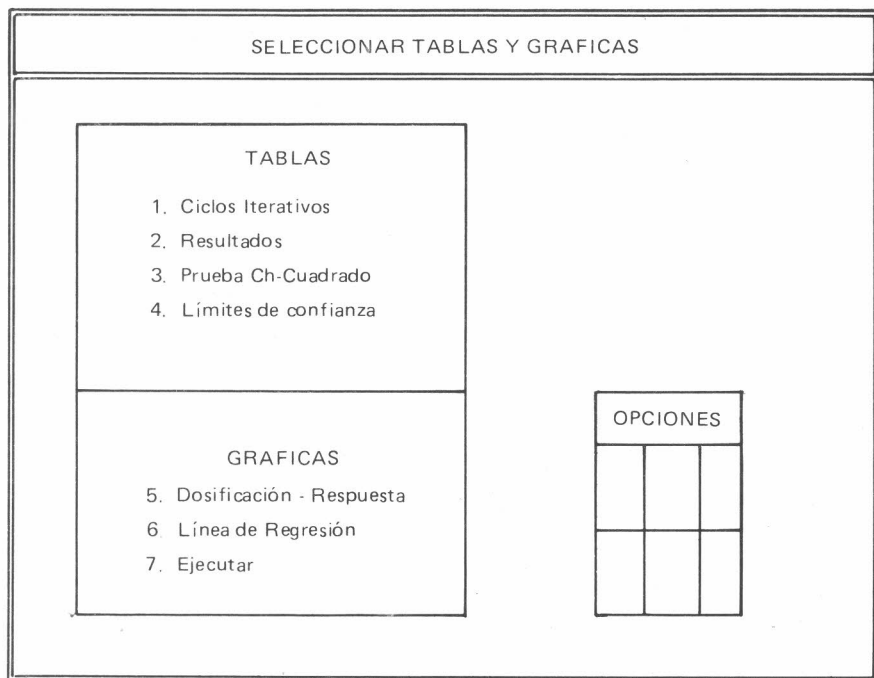 SELECCIONAR TABLAS Y GRAFICAS
TABLAS
1. Ciclos Iterativos
2. Resultados
3. Prueba Ch-Cuadrado
4. Límites de confianza
GRAFICAS
5. Dosificación - Respuesta
6. Línea de Regresión
7. Ejecutar
OPCIONES